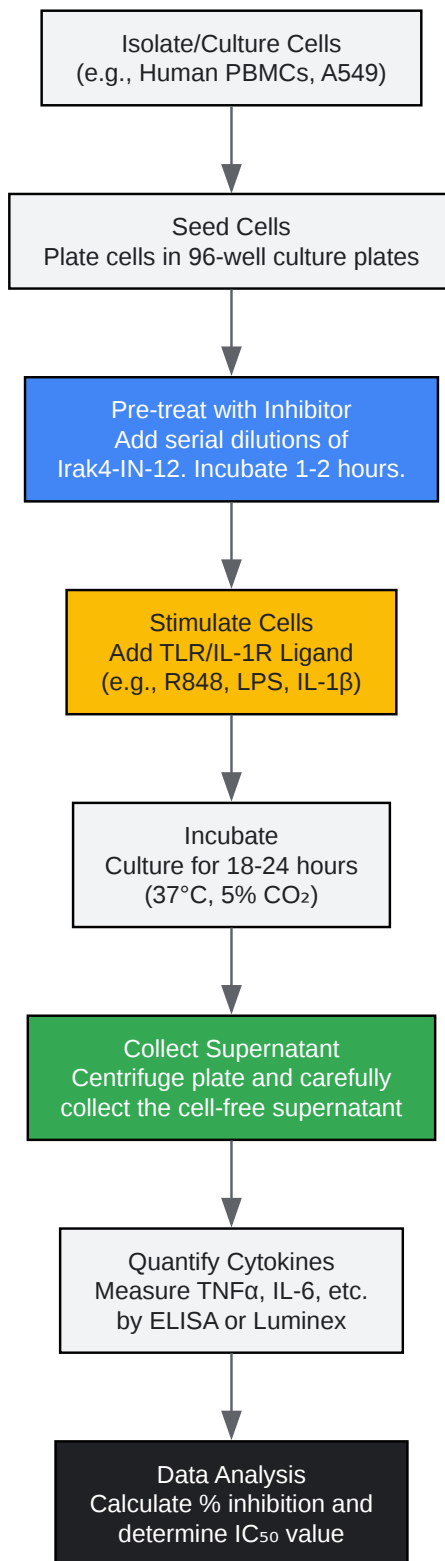 Isolate/Culture Cells
(e.g., Human PBMCs, A549)
Seed Cells
Plate cells in 96-well culture plates
Pre-treat with Inhibitor
Add serial dilutions of
Irak4-IN-12. Incubate 1-2 hours.
Stimulate Cells
Add TLR/IL-1R Ligand
(e.g., R848, LPS, IL-1β)
Incubate
Culture for 18-24 hours
(37°C, 5% CO₂)
Collect Supernatant
Centrifuge plate and carefully
collect the cell-free supernatant
Quantify Cytokines
Measure TNFα, IL-6, etc.
by ELISA or Luminex
Data Analysis
Calculate % inhibition and
determine IC₅₀ value